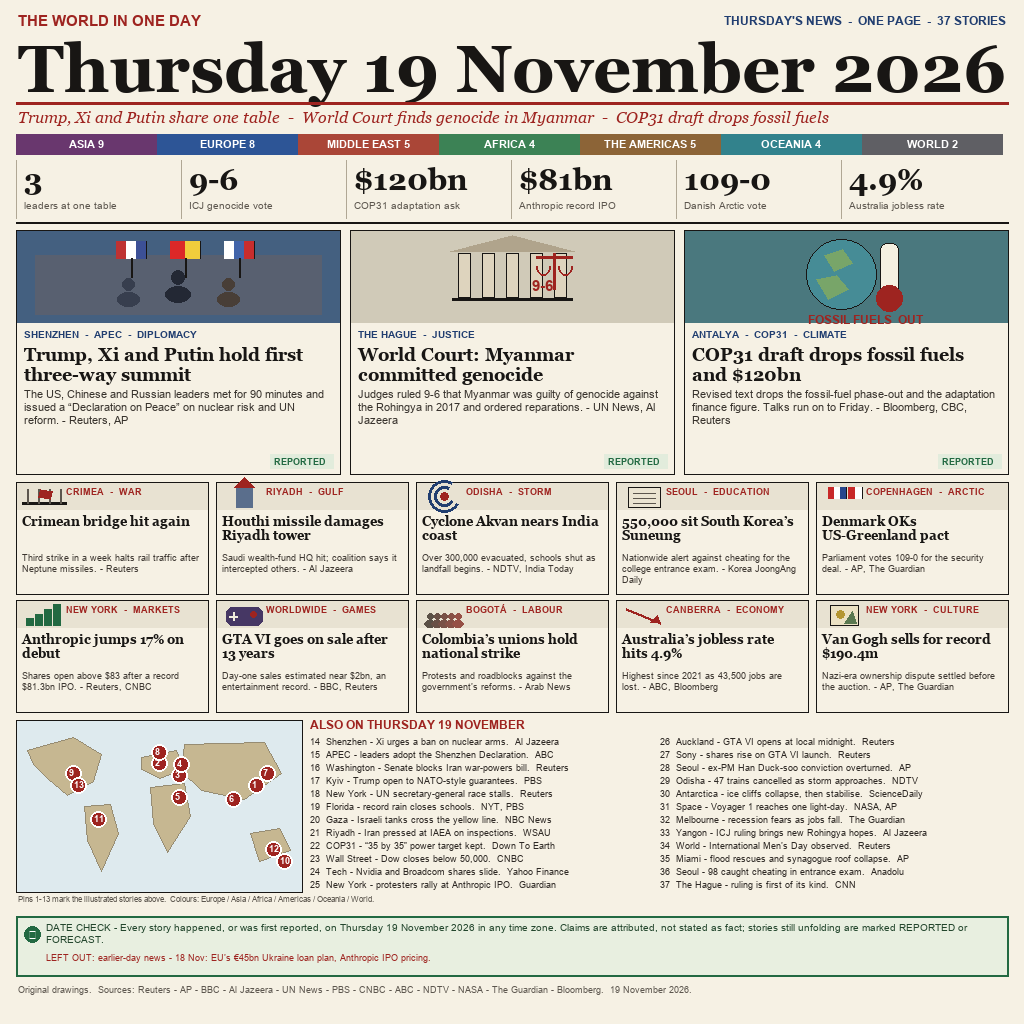 THE WORLD IN ONE DAY
THURSDAY'S NEWS - ONE PAGE - 37 STORIES
Thursday 19 November 2026
Trump, Xi and Putin share one table - World Court finds genocide in Myanmar - COP31 draft drops fossil fuels
ASIA 9
EUROPE 8
MIDDLE EAST 5
AFRICA 4
THE AMERICAS 5
OCEANIA 4
WORLD 2
3
leaders at one table
9-6
ICJ genocide vote
$120bn
COP31 adaptation ask
$81bn
Anthropic record IPO
109-0
Danish Arctic vote
4.9%
Australia jobless rate
SHENZHEN - APEC - DIPLOMACY
Trump, Xi and Putin hold first
three-way summit
The US, Chinese and Russian leaders met for 90 minutes and
issued a “Declaration on Peace” on nuclear risk and UN
reform. - Reuters, AP
REPORTED
9-6
THE HAGUE - JUSTICE
World Court: Myanmar
committed genocide
Judges ruled 9-6 that Myanmar was guilty of genocide against
the Rohingya in 2017 and ordered reparations. - UN News, Al
Jazeera
REPORTED
FOSSIL FUELS OUT
ANTALYA - COP31 - CLIMATE
COP31 draft drops fossil fuels
and $120bn
Revised text drops the fossil-fuel phase-out and the adaptation
finance figure. Talks run on to Friday. - Bloomberg, CBC,
Reuters
REPORTED
CRIMEA - WAR
Crimean bridge hit again
Third strike in a week halts rail traffic after
Neptune missiles. - Reuters
RIYADH - GULF
Houthi missile damages
Riyadh tower
Saudi wealth-fund HQ hit; coalition says it
intercepted others. - Al Jazeera
ODISHA - STORM
Cyclone Akvan nears India
coast
Over 300,000 evacuated, schools shut as
landfall begins. - NDTV, India Today
SEOUL - EDUCATION
550,000 sit South Korea’s
Suneung
Nationwide alert against cheating for the
college entrance exam. - Korea JoongAng
Daily
COPENHAGEN - ARCTIC
Denmark OKs
US-Greenland pact
Parliament votes 109-0 for the security
deal. - AP, The Guardian
NEW YORK - MARKETS
Anthropic jumps 17% on
debut
Shares open above $83 after a record
$81.3bn IPO. - Reuters, CNBC
WORLDWIDE - GAMES
GTA VI goes on sale after
13 years
Day-one sales estimated near $2bn, an
entertainment record. - BBC, Reuters
BOGOTÁ - LABOUR
Colombia’s unions hold
national strike
Protests and roadblocks against the
government’s reforms. - Arab News
CANBERRA - ECONOMY
Australia’s jobless rate
hits 4.9%
Highest since 2021 as 43,500 jobs are
lost. - ABC, Bloomberg
NEW YORK - CULTURE
Van Gogh sells for record
$190.4m
Nazi-era ownership dispute settled before
the auction. - AP, The Guardian
8
2
4
3
9
13
7
1
5
6
11
12
10
Pins 1-13 mark the illustrated stories above. Colours: Europe / Asia / Africa / Americas / Oceania / World.
ALSO ON THURSDAY 19 NOVEMBER
14 Shenzhen - Xi urges a ban on nuclear arms. Al Jazeera
15 APEC - leaders adopt the Shenzhen Declaration. ABC
16 Washington - Senate blocks Iran war-powers bill. Reuters
17 Kyiv - Trump open to NATO-style guarantees. PBS
18 New York - UN secretary-general race stalls. Reuters
19 Florida - record rain closes schools. NYT, PBS
20 Gaza - Israeli tanks cross the yellow line. NBC News
21 Riyadh - Iran pressed at IAEA on inspections. WSAU
22 COP31 - “35 by 35” power target kept. Down To Earth
23 Wall Street - Dow closes below 50,000. CNBC
24 Tech - Nvidia and Broadcom shares slide. Yahoo Finance
25 New York - protesters rally at Anthropic IPO. Guardian
26 Auckland - GTA VI opens at local midnight. Reuters
27 Sony - shares rise on GTA VI launch. Reuters
28 Seoul - ex-PM Han Duck-soo conviction overturned. AP
29 Odisha - 47 trains cancelled as storm approaches. NDTV
30 Antarctica - ice cliffs collapse, then stabilise. ScienceDaily
31 Space - Voyager 1 reaches one light-day. NASA, AP
32 Melbourne - recession fears as jobs fall. The Guardian
33 Yangon - ICJ ruling brings new Rohingya hopes. Al Jazeera
34 World - International Men's Day observed. Reuters
35 Miami - flood rescues and synagogue roof collapse. AP
36 Seoul - 98 caught cheating in entrance exam. Anadolu
37 The Hague - ruling is first of its kind. CNN
DATE CHECK - Every story happened, or was first reported, on Thursday 19 November 2026 in any time zone. Claims are attributed, not stated as fact; stories still unfolding are marked REPORTED or
FORECAST.
LEFT OUT: earlier-day news - 18 Nov: EU's €45bn Ukraine loan plan, Anthropic IPO pricing.
Original drawings. Sources: Reuters - AP - BBC - Al Jazeera - UN News - PBS - CNBC - ABC - NDTV - NASA - The Guardian - Bloomberg. 19 November 2026.